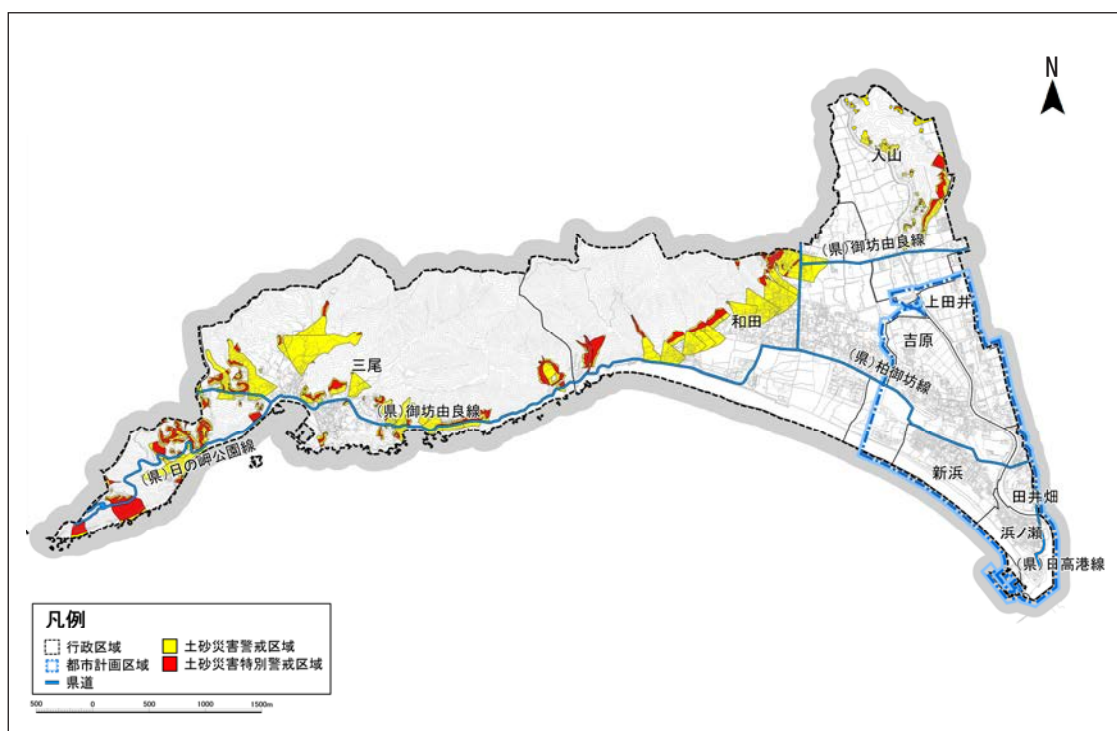 N
入山
(県)御坊由良線
上田井
和田
吉原
(県)柏御坊線
三尾
(県)御坊由良線
(県)日の岬公園線
新浜
田井畑
浜ノ瀬
(県)日高港線
凡例
行政区域
土砂災害警戒区域
都市計画区域
土砂災害特別警戒区域
県道
500 0 500 1000 1500m